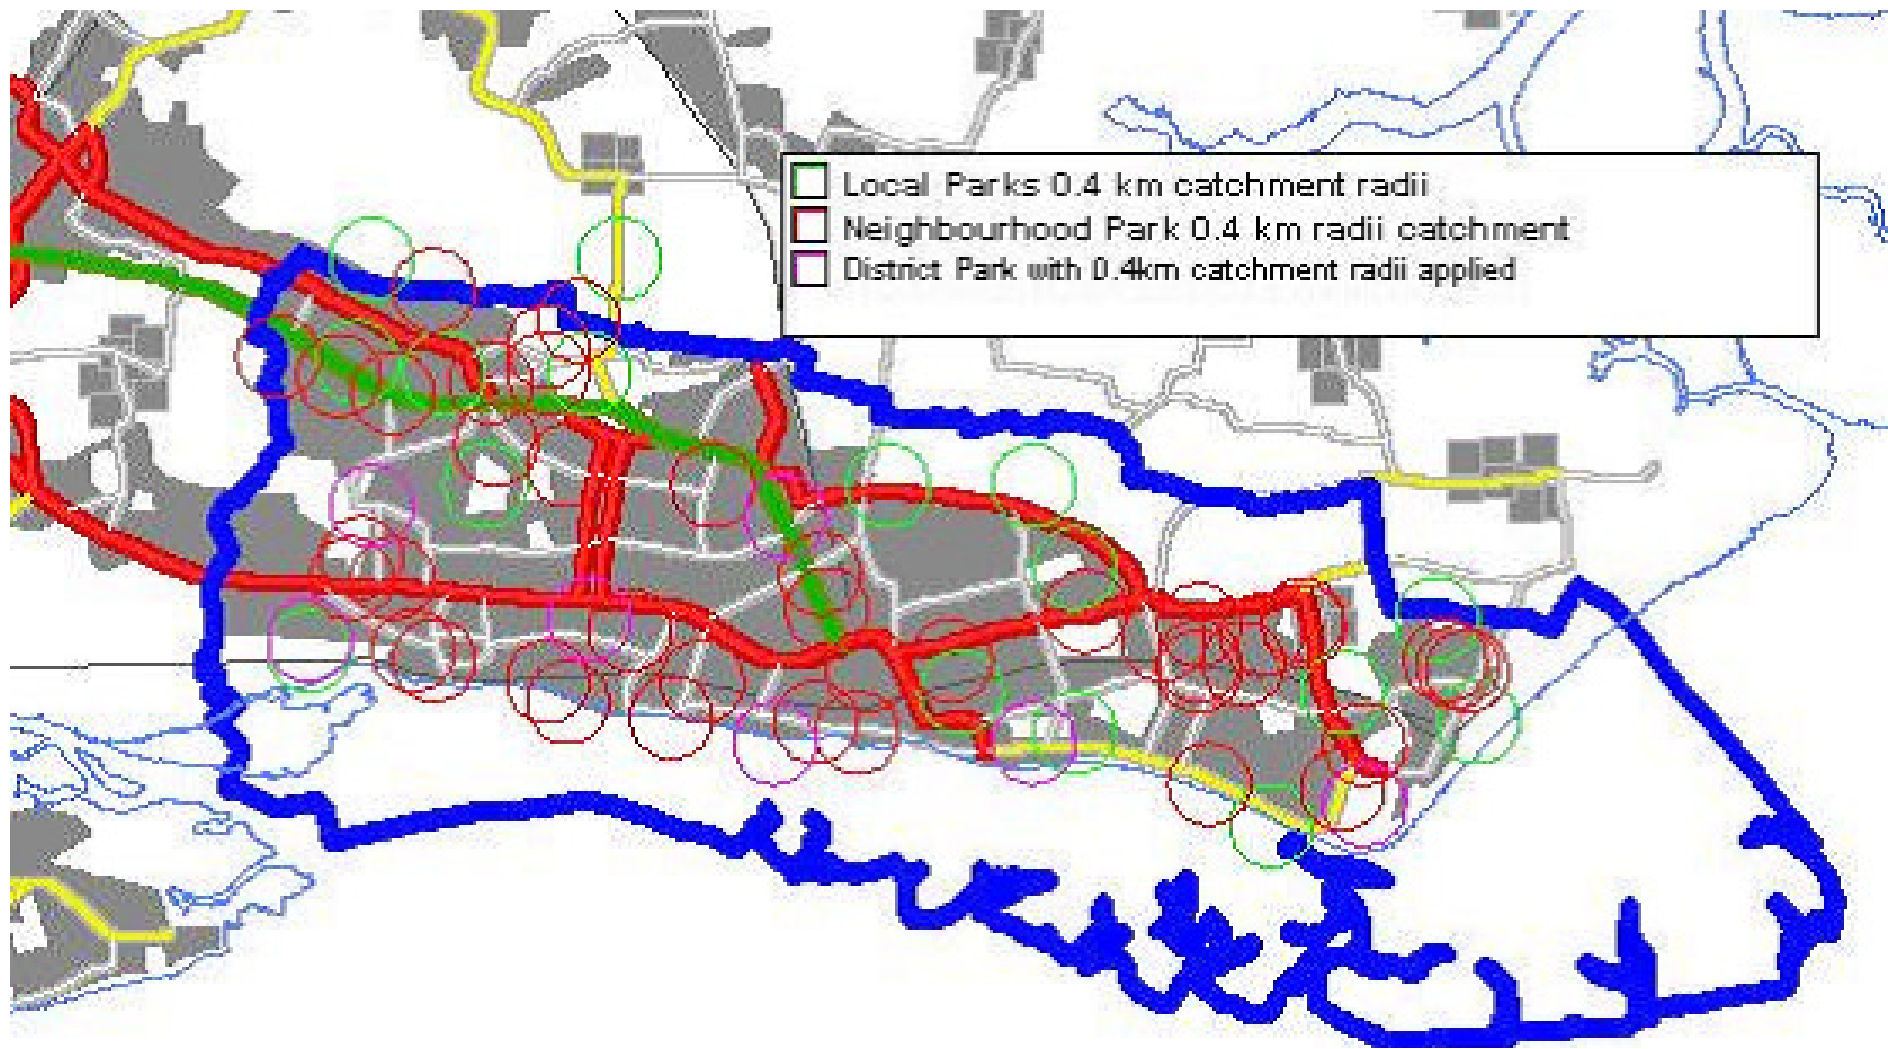 Local Parks 0.4 km catchment radii
Neighbourhood Park 0.4 km radii catchment
District Park with 0.4km catchment radii applied